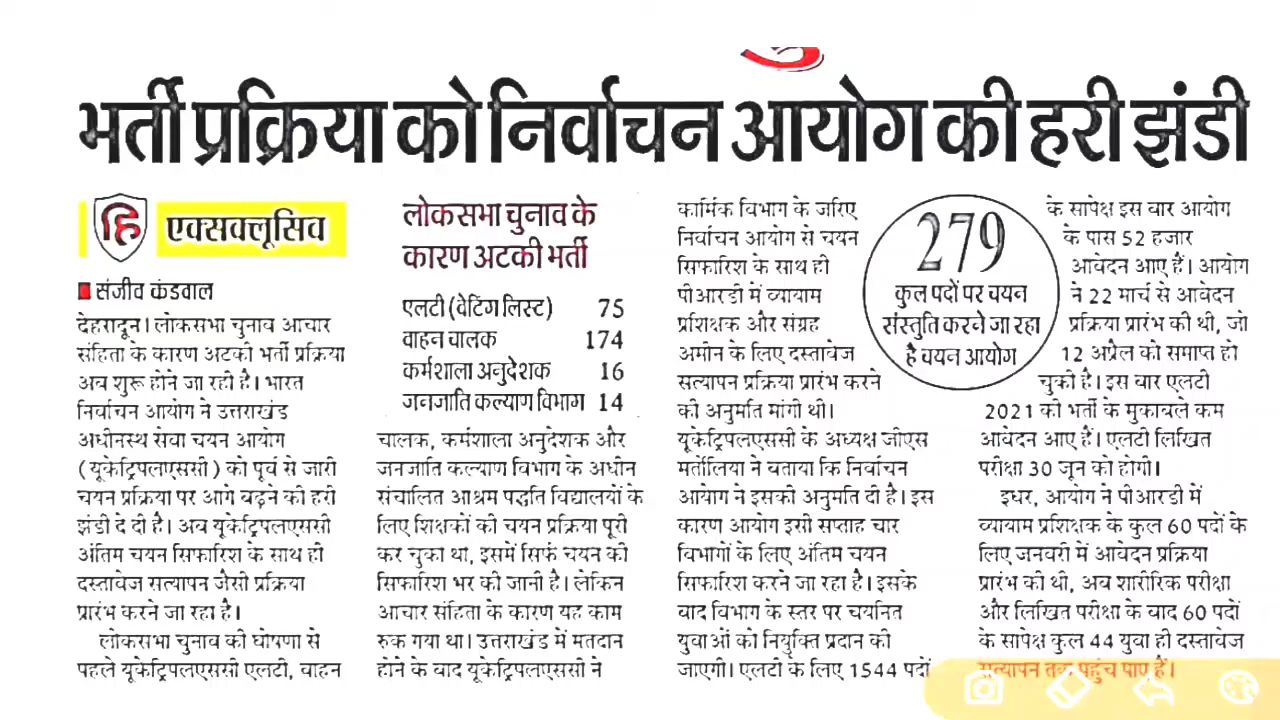 भर्ती प्रक्रिया को निर्वाचन आयोग की हरी झंडी
हि एक्सक्लूसिव
संजीव कंडवाल
देहरादून। लोकसभा चुनाव आचार
संहिता के कारण अटकी भर्ती प्रक्रिया
अब शुरू होने जा रही है। भारत
निर्वाचन आयोग ने उत्तराखंड
अधीनस्थ सेवा चयन आयोग
(यूकेट्रिपलएससी) को पूर्व से जारी
चयन प्रक्रिया पर आगे बढ़ने की हरी
झंडी दे दी है। अब यूकेट्रिपलएससी
अंतिम चयन सिफारिश के साथ ही
दस्तावेज सत्यापन जैसी प्रक्रिया
प्रारंभ करने जा रहा है।
लोकसभा चुनाव की घोषणा से
पहले यूकेट्रिपलएससी एलटी, वाहन
लोकसभा चुनाव के
कारण अटकी भर्ती
एलटी (वेटिंग लिस्ट) 75
वाहन चालक 174
कर्मशाला अनुदेशक 16
जनजाति कल्याण विभाग 14
चालक, कर्मशाला अनुदेशक और
जनजाति कल्याण विभाग के अधीन
संचालित आश्रम पद्धति विद्यालयों के
लिए शिक्षकों की चयन प्रक्रिया पूरी
कर चुका था, इसमें सिर्फ चयन की
सिफारिश भर की जानी है। लेकिन
आचार संहिता के कारण यह काम
रुक गया था। उत्तराखंड में मतदान
होने के बाद यूकेट्रिपलएससी ने
कार्मिक विभाग के जरिए
निर्वाचन आयोग से चयन
सिफारिश के साथ ही
पीआरडी में व्यायाम
प्रशिक्षक और संग्रह
अमीन के लिए दस्तावेज
सत्यापन प्रक्रिया प्रारंभ करने
की अनुमति मांगी थी।
यूकेट्रिपलएससी के अध्यक्ष जीएस
मर्तोलिया ने बताया कि निर्वाचन
आयोग ने इसकी अनुमति दी है। इस
कारण आयोग इसी सप्ताह चार
विभागों के लिए अंतिम चयन
सिफारिश करने जा रहा है। इसके
बाद विभाग के स्तर पर चयनित
युवाओं को नियुक्ति प्रदान की
जाएगी। एलटी के लिए 1544 पदों
279
कुल पदों पर चयन
संस्तुति करने जा रहा
है चयन आयोग
के सापेक्ष इस बार आयोग
के पास 52 हजार
आवेदन आए हैं। आयोग
ने 22 मार्च से आवेदन
प्रक्रिया प्रारंभ की थी, जो
12 अप्रैल को समाप्त हो
चुकी है। इस बार एलटी
2021 की भर्ती के मुकाबले कम
आवेदन आए हैं। एलटी लिखित
परीक्षा 30 जून को होगी।
इधर, आयोग ने पीआरडी में
व्यायाम प्रशिक्षक के कुल 60 पदों के
लिए जनवरी में आवेदन प्रक्रिया
प्रारंभ की थी, अब शारीरिक परीक्षा
और लिखित परीक्षा के बाद 60 पदों
के सापेक्ष कुल 44 युवा ही दस्तावेज
सत्यापन तक पहुंच पाए हैं।